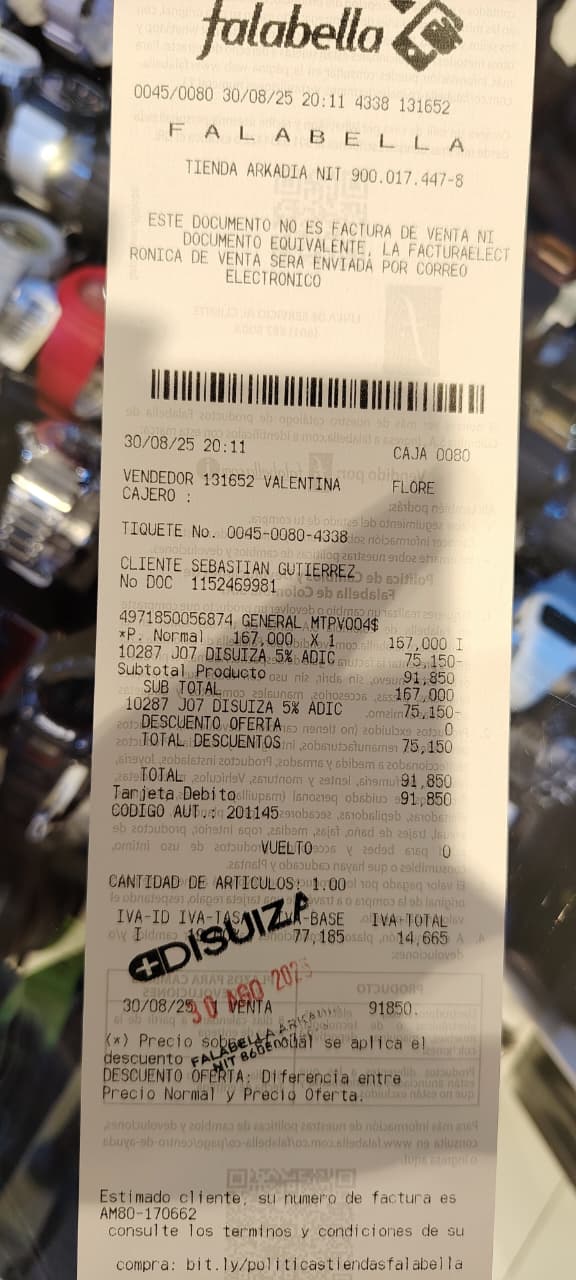 falabella
0045/0080 30/08/25 20:11 4338 131652
F A L A B E L L A
TIENDA ARKADIA NIT 900.017.447-8
ESTE DOCUMENTO NO ES FACTURA DE VENTA NI
DOCUMENTO EQUIVALENTE, LA FACTURAELECT
RONICA DE VENTA SERA ENVIADA POR CORREO
ELECTRONICO
30/08/25 20:11 CAJA 0080
VENDEDOR 131652 VALENTINA FLORE
CAJERO :
TIQUETE No. 0045-0080-4338
CLIENTE SEBASTIAN GUTIERREZ
No DOC 1152469981
4971850056874 GENERAL MTPV004$
*P. Normal 167,000 X 1 167,000 I
10287 J07 DISUIZA 5% ADIC 75,150-
Subtotal Producto 91,850
SUB TOTAL 167,000
10287 J07 DISUIZA 5% ADIC 75,150-
DESCUENTO OFERTA 0
TOTAL DESCUENTOS 75,150
TOTAL 91,850
Tarjeta Debito 91,850
CODIGO AUT.: 201145
VUELTO 0
CANTIDAD DE ARTICULOS: 1.00
IVA-ID IVA-TASA IVA-BASE IVA-TOTAL
I 77,185 14,665
DISUIZA
30 AGO 2025
30/08/25 VENTA 91850.
(*) Precio sobre el cual se aplica el
descuento
FALABELLA ARKADIA
NIT
DESCUENTO OFERTA: Diferencia entre
Precio Normal y Precio Oferta.
Estimado cliente, su numero de factura es
AM80-170662
consulte los terminos y condiciones de su
compra: bit.ly/politicastiendasfalabella